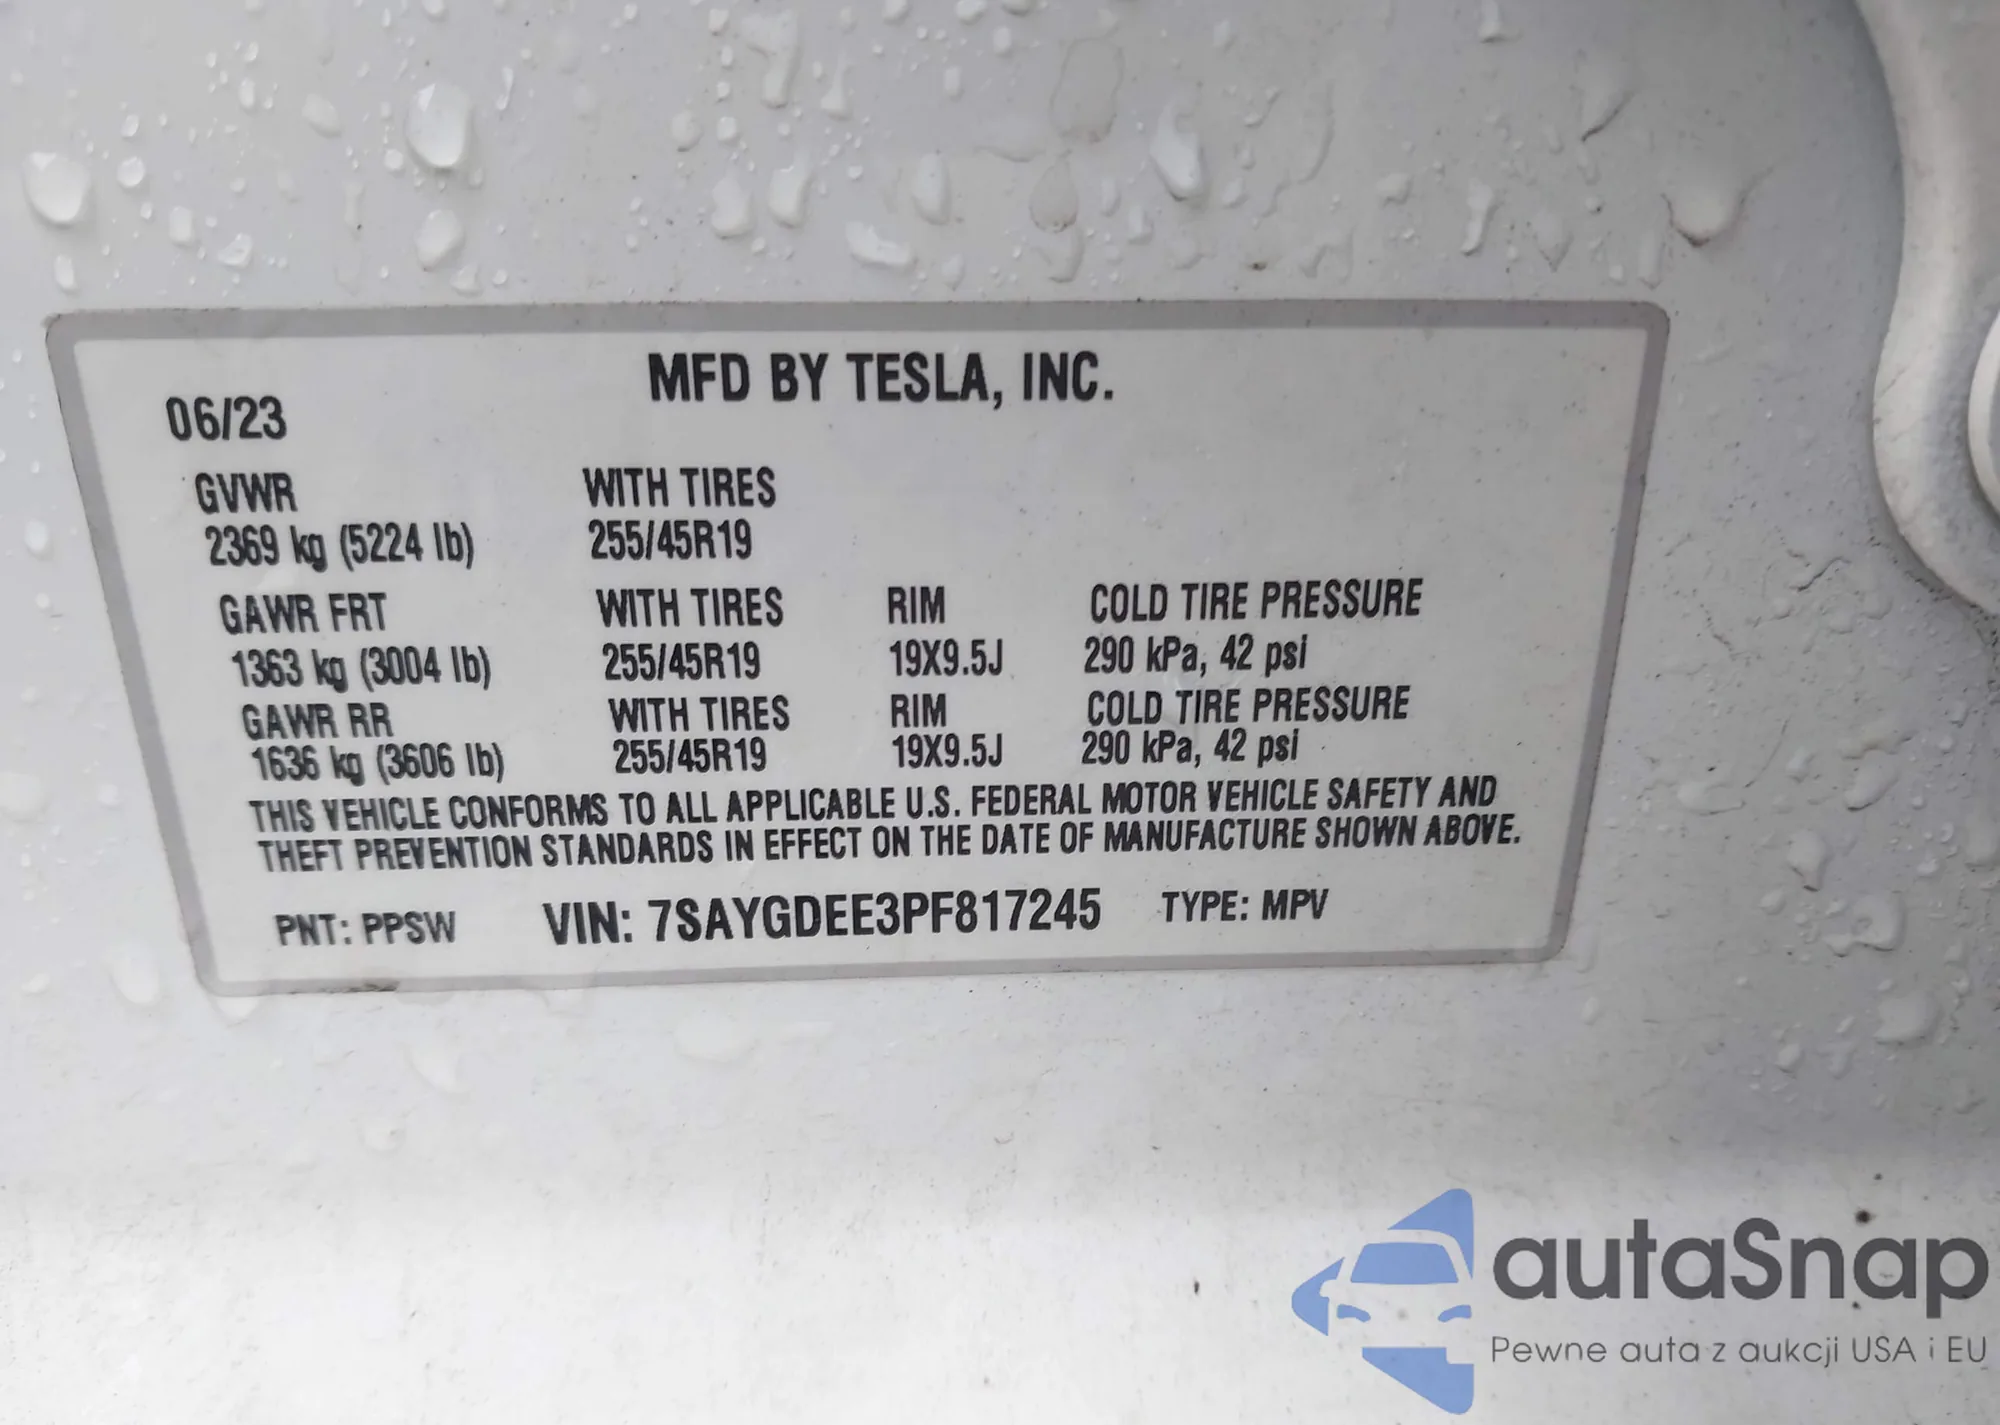 MFD BY TESLA, INC.
06/23
GVWR WITH TIRES
2369 kg (5224 lb) 255/45R19
GAWR FRT WITH TIRES RIM COLD TIRE PRESSURE
1363 kg (3004 lb) 255/45R19 19X9.5J 290 kPa, 42 psi
GAWR RR WITH TIRES RIM COLD TIRE PRESSURE
1636 kg (3606 lb) 255/45R19 19X9.5J 290 kPa, 42 psi
THIS VEHICLE CONFORMS TO ALL APPLICABLE U.S. FEDERAL MOTOR VEHICLE SAFETY AND
THEFT PREVENTION STANDARDS IN EFFECT ON THE DATE OF MANUFACTURE SHOWN ABOVE.
PNT: PPSW VIN: 7SAYGDEE3PF817245 TYPE: MPV
autaSnap
Pewne auta z aukcji USA i EU